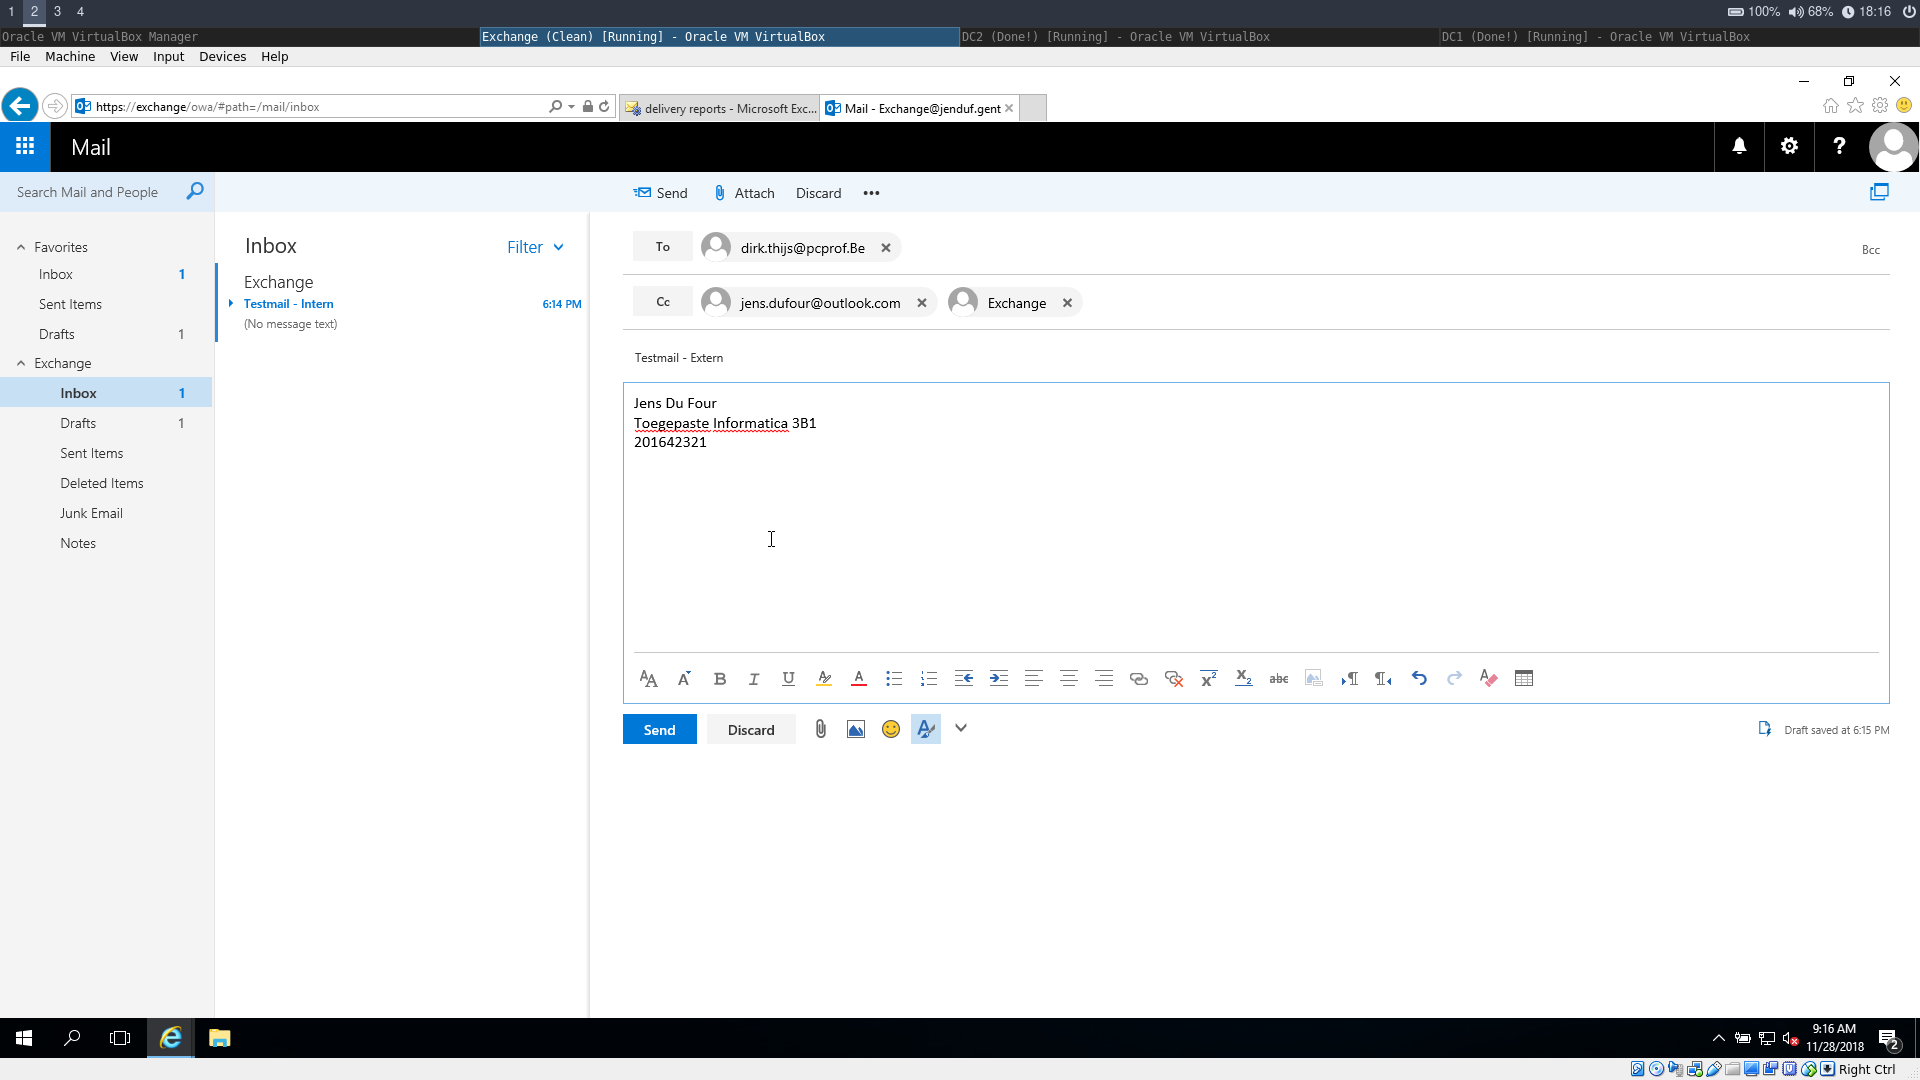 1 2 3 4 100% 68% 18:16
Oracle VM VirtualBox Manager Exchange (Clean) [Running] - Oracle VM VirtualBox DC2 (Done!) [Running] - Oracle VM VirtualBox DC1 (Done!) [Running] - Oracle VM VirtualBox
File Machine View Input Devices Help
https://exchange/owa/#path=/mail/inbox delivery reports - Microsoft Exc... Mail - Exchange@jenduf.gent
Mail ?
Search Mail and People Send Attach Discard
Favorites
Inbox 1
Sent Items
Drafts 1
Exchange
Inbox 1
Drafts 1
Sent Items
Deleted Items
Junk Email
Notes
Inbox Filter
Exchange
Testmail - Intern 6:14 PM
(No message text)
To dirk.thijs@pcprof.Be Bcc
Cc jens.dufour@outlook.com Exchange
Testmail - Extern
Jens Du Four
Toegepaste Informatica 3B1
201642321
AA A B I U A x² X₂ abc
Send Discard Draft saved at 6:15 PM
9:16 AM
11/28/2018
2
Right Ctrl